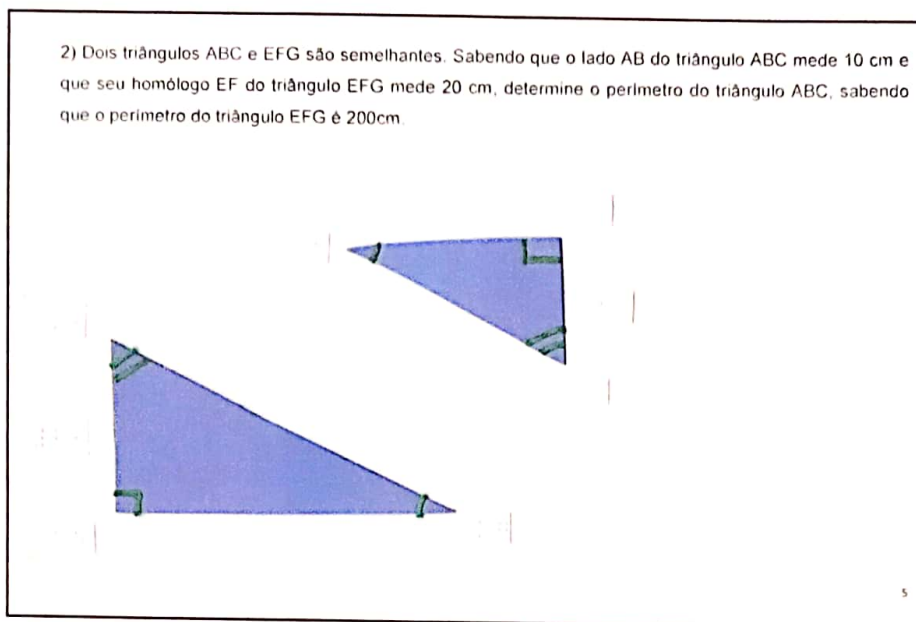 2) Dois triângulos ABC e EFG são semelhantes. Sabendo que o lado AB do triângulo ABC mede 10 cm e
que seu homólogo EF do triângulo EFG mede 20 cm, determine o perímetro do triângulo ABC, sabendo
que o perímetro do triângulo EFG é 200cm.
5